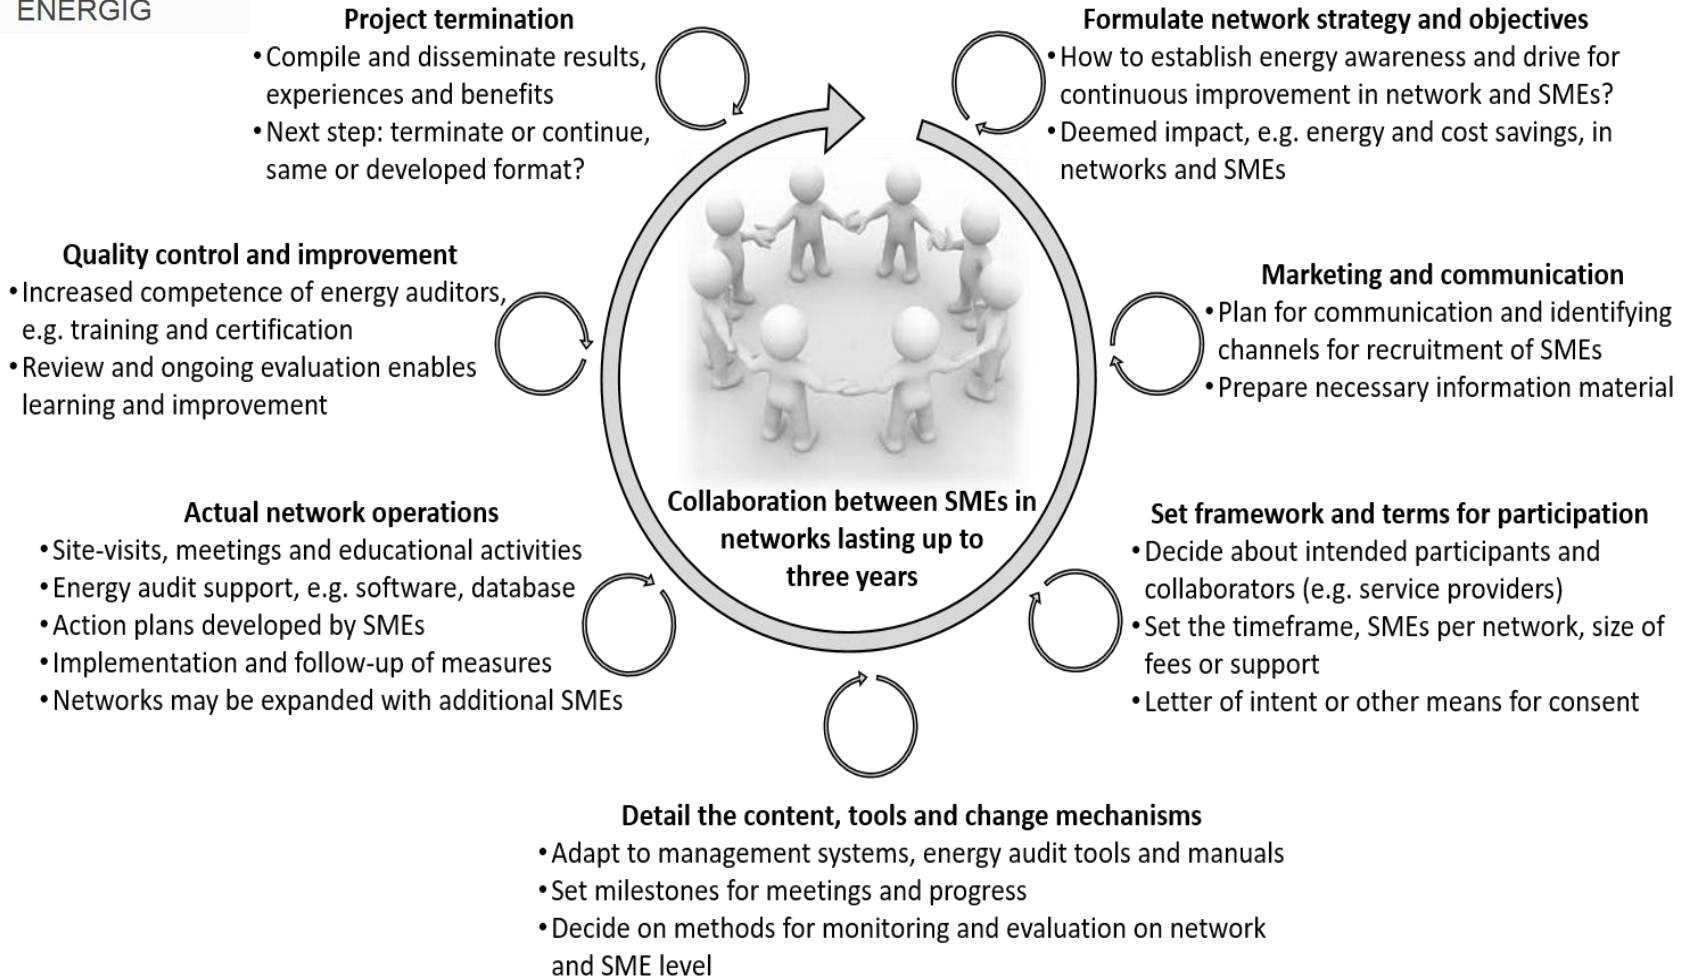 ENERGIG
Project termination
•Compile and disseminate results,
experiences and benefits
•Next step: terminate or continue,
same or developed format?
Formulate network strategy and objectives
•How to establish energy awareness and drive for
continuous improvement in network and SMEs?
•Deemed impact, e.g. energy and cost savings, in
networks and SMEs
Quality control and improvement
•Increased competence of energy auditors,
e.g. training and certification
•Review and ongoing evaluation enables
learning and improvement
Marketing and communication
•Plan for communication and identifying
channels for recruitment of SMEs
•Prepare necessary information material
Collaboration between SMEs in
networks lasting up to
three years
Actual network operations
•Site-visits, meetings and educational activities
•Energy audit support, e.g. software, database
•Action plans developed by SMEs
•Implementation and follow-up of measures
•Networks may be expanded with additional SMEs
Set framework and terms for participation
•Decide about intended participants and
collaborators (e.g. service providers)
•Set the timeframe, SMEs per network, size of
fees or support
•Letter of intent or other means for consent
Detail the content, tools and change mechanisms
•Adapt to management systems, energy audit tools and manuals
•Set milestones for meetings and progress
•Decide on methods for monitoring and evaluation on network
and SME level